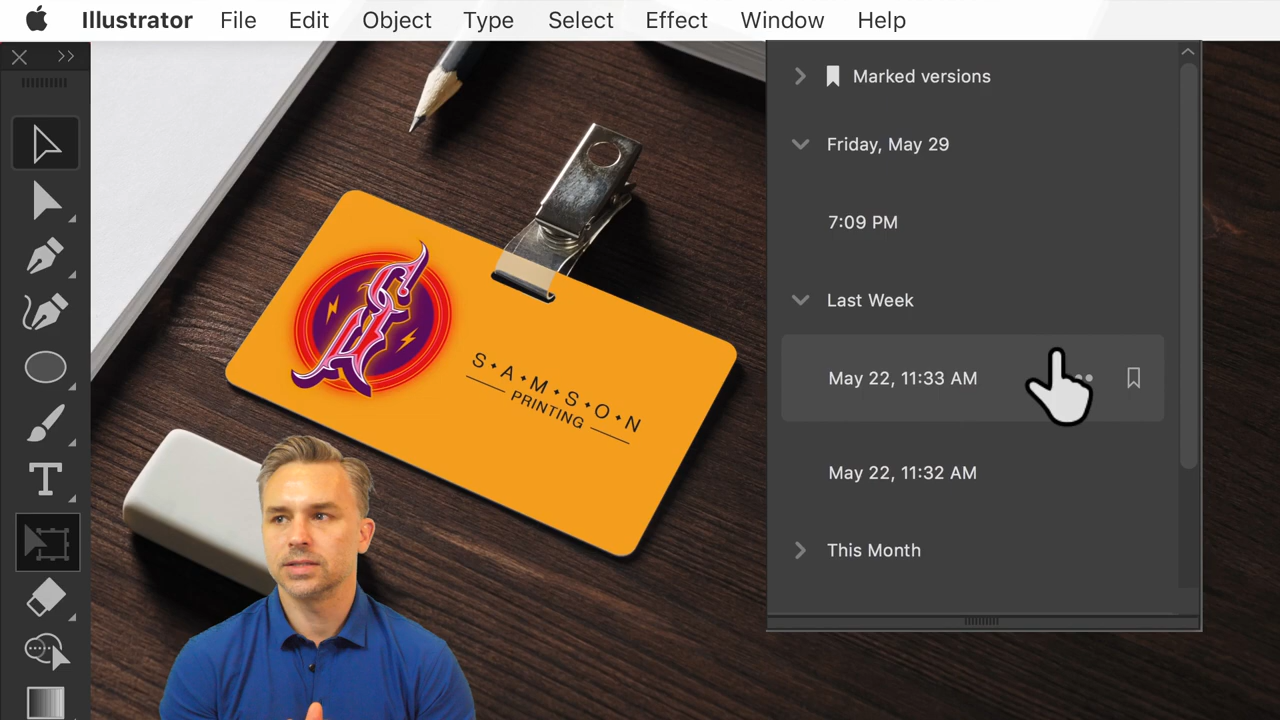 Illustrator File Edit Object Type Select Effect Window Help
Marked versions
Friday, May 29
7:09 PM
Last Week
May 22, 11:33 AM
May 22, 11:32 AM
This Month
S✦A✦M✦S✦O✦N
PRINTING